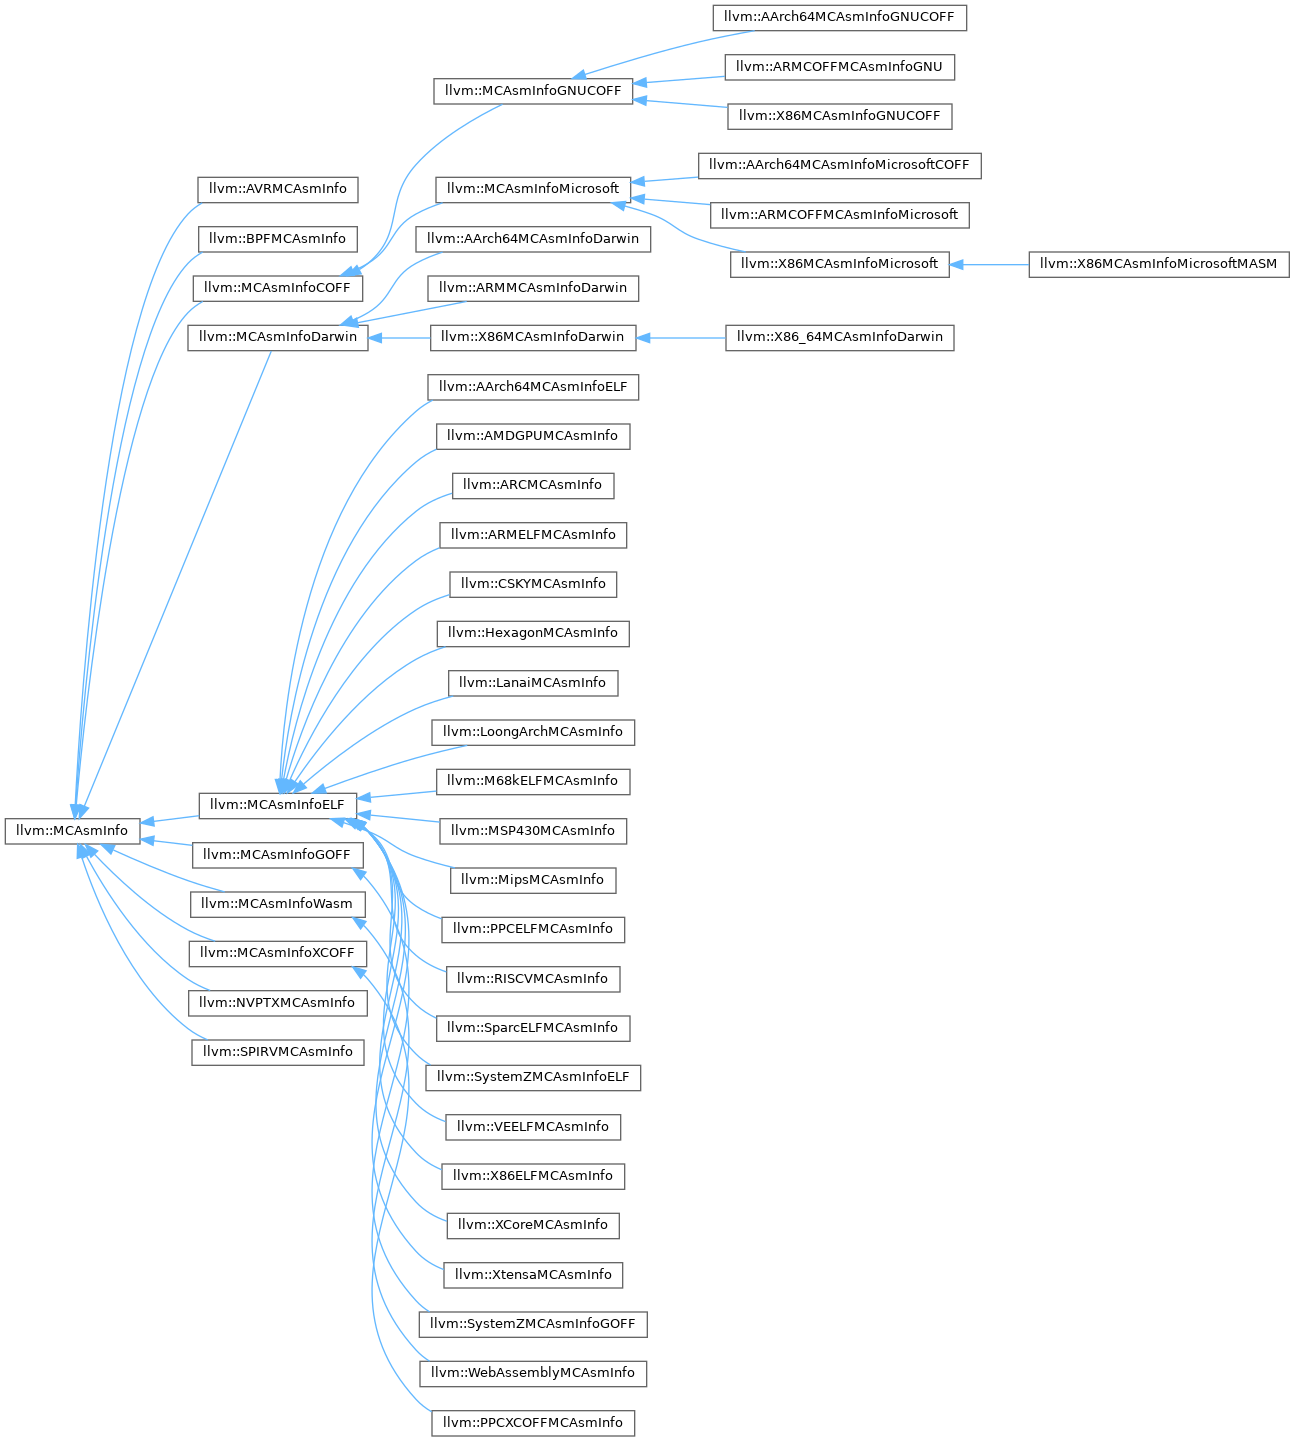 llvm::AArch64MCAsmInfoGNUCOFF
llvm::ARMCOFFMCAsmInfoGNU
llvm::MCAsmInfoGNUCOFF
llvm::X86MCAsmInfoGNUCOFF
llvm::AArch64MCAsmInfoMicrosoftCOFF
llvm::AVRMCAsmInfo
llvm::MCAsmInfoMicrosoft
llvm::ARMCOFFMCAsmInfoMicrosoft
llvm::BPFMCAsmInfo
llvm::AArch64MCAsmInfoDarwin
llvm::X86MCAsmInfoMicrosoft
llvm::X86MCAsmInfoMicrosoftMASM
llvm::MCAsmInfoCOFF
llvm::ARMMCAsmInfoDarwin
llvm::MCAsmInfoDarwin
llvm::X86MCAsmInfoDarwin
llvm::X86_64MCAsmInfoDarwin
llvm::AArch64MCAsmInfoELF
llvm::AMDGPUMCAsmInfo
llvm::ARCMCAsmInfo
llvm::ARMELFMCAsmInfo
llvm::CSKYMCAsmInfo
llvm::HexagonMCAsmInfo
llvm::LanaiMCAsmInfo
llvm::LoongArchMCAsmInfo
llvm::M68kELFMCAsmInfo
llvm::MCAsmInfoELF
llvm::MCAsmInfo
llvm::MSP430MCAsmInfo
llvm::MCAsmInfoGOFF
llvm::MipsMCAsmInfo
llvm::MCAsmInfoWasm
llvm::PPCELFMCAsmInfo
llvm::MCAsmInfoXCOFF
llvm::RISCVMCAsmInfo
llvm::NVPTXMCAsmInfo
llvm::SparcELFMCAsmInfo
llvm::SPIRVMCAsmInfo
llvm::SystemZMCAsmInfoELF
llvm::VEELFMCAsmInfo
llvm::X86ELFMCAsmInfo
llvm::XCoreMCAsmInfo
llvm::XtensaMCAsmInfo
llvm::SystemZMCAsmInfoGOFF
llvm::WebAssemblyMCAsmInfo
llvm::PPCXCOFFMCAsmInfo